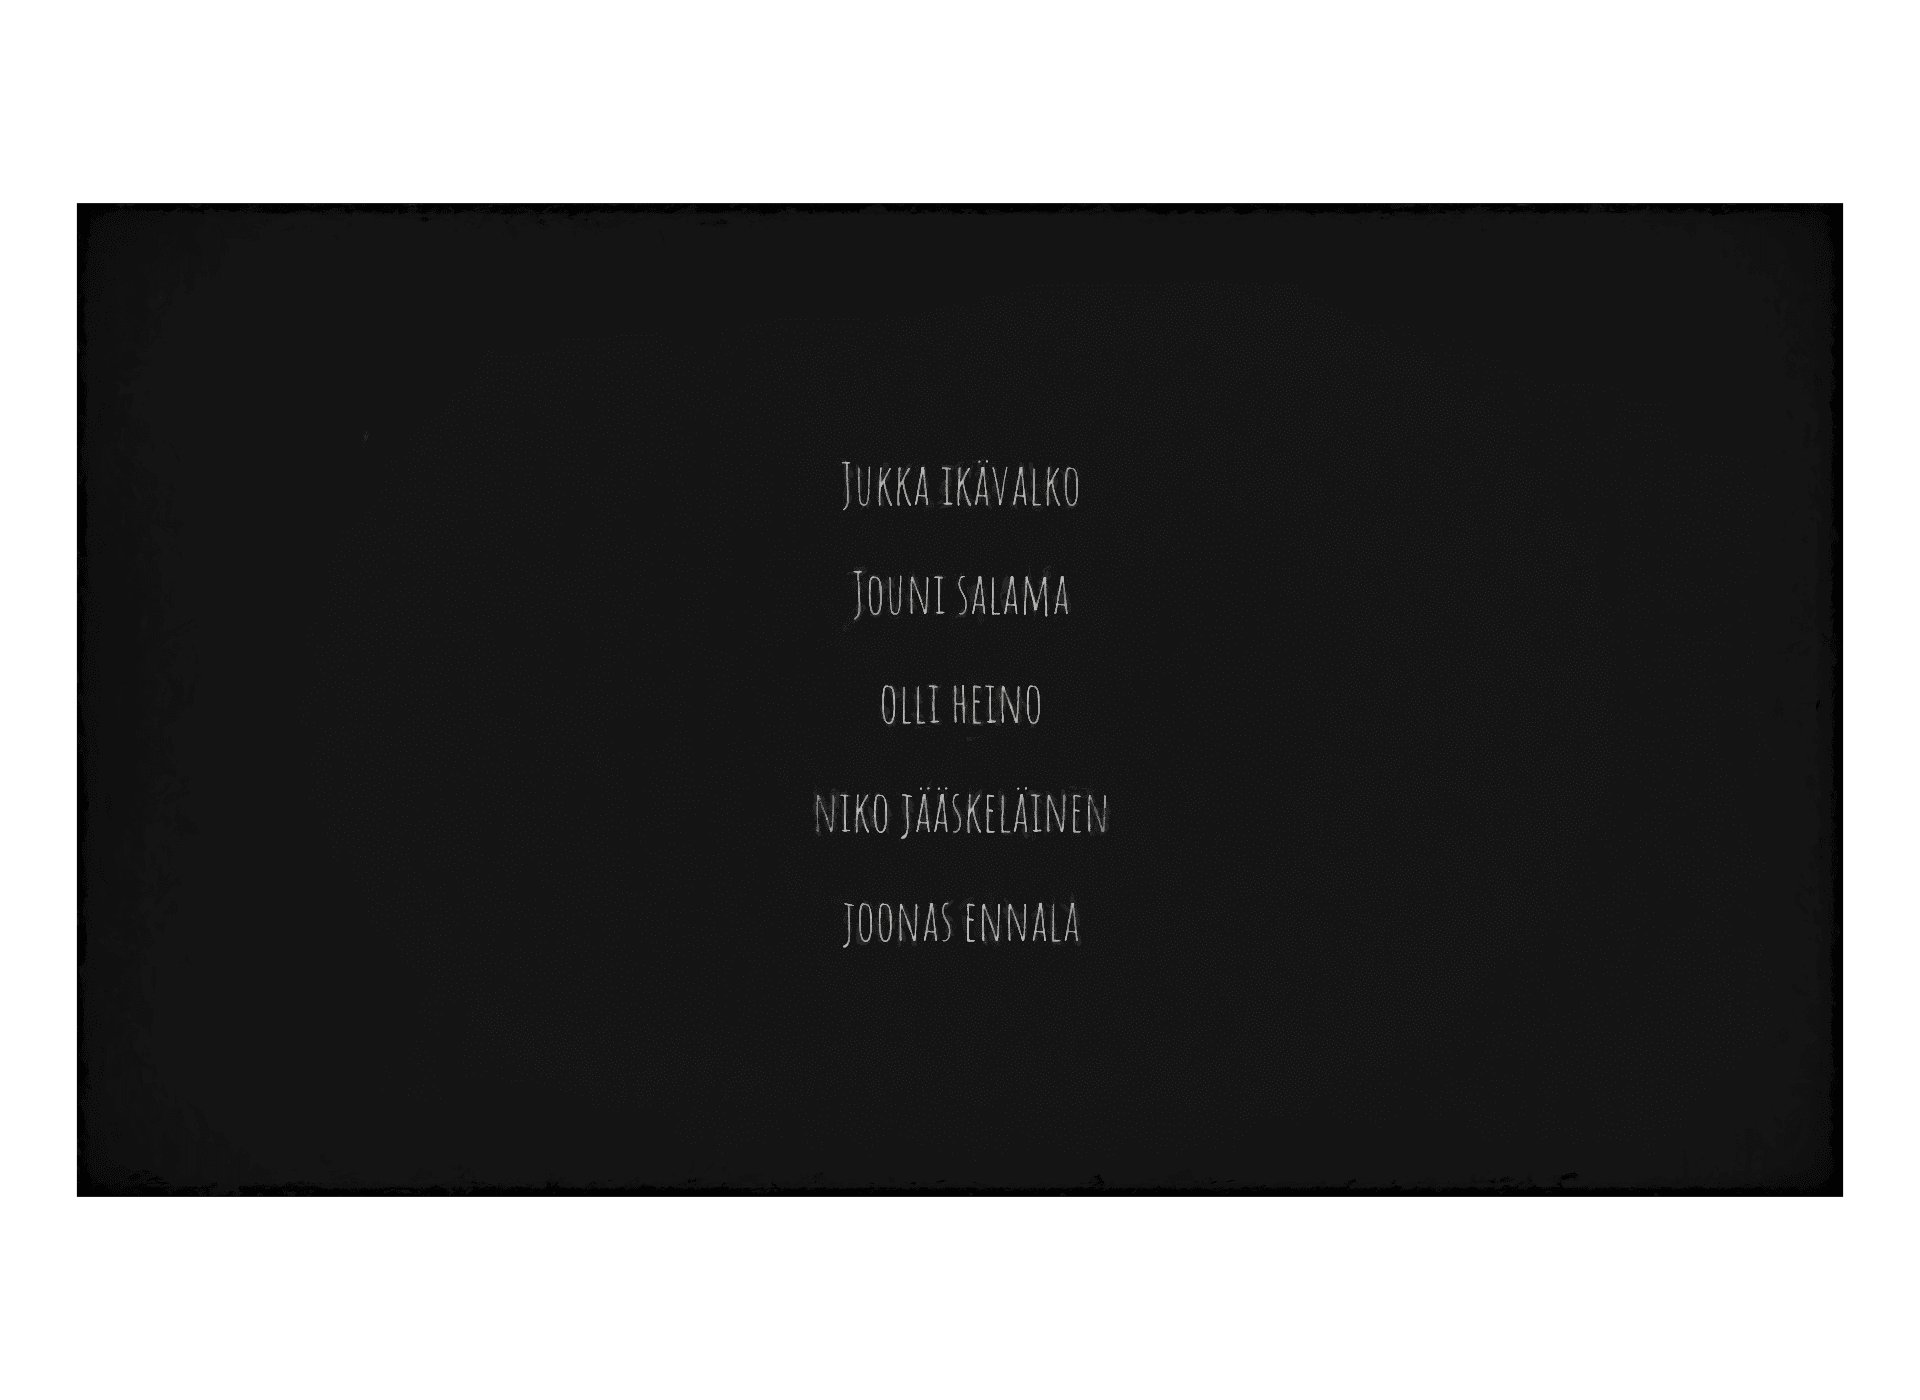 Jukka ikävalko
Jouni salama
olli heino
niko jääskeläinen
joonas ennala